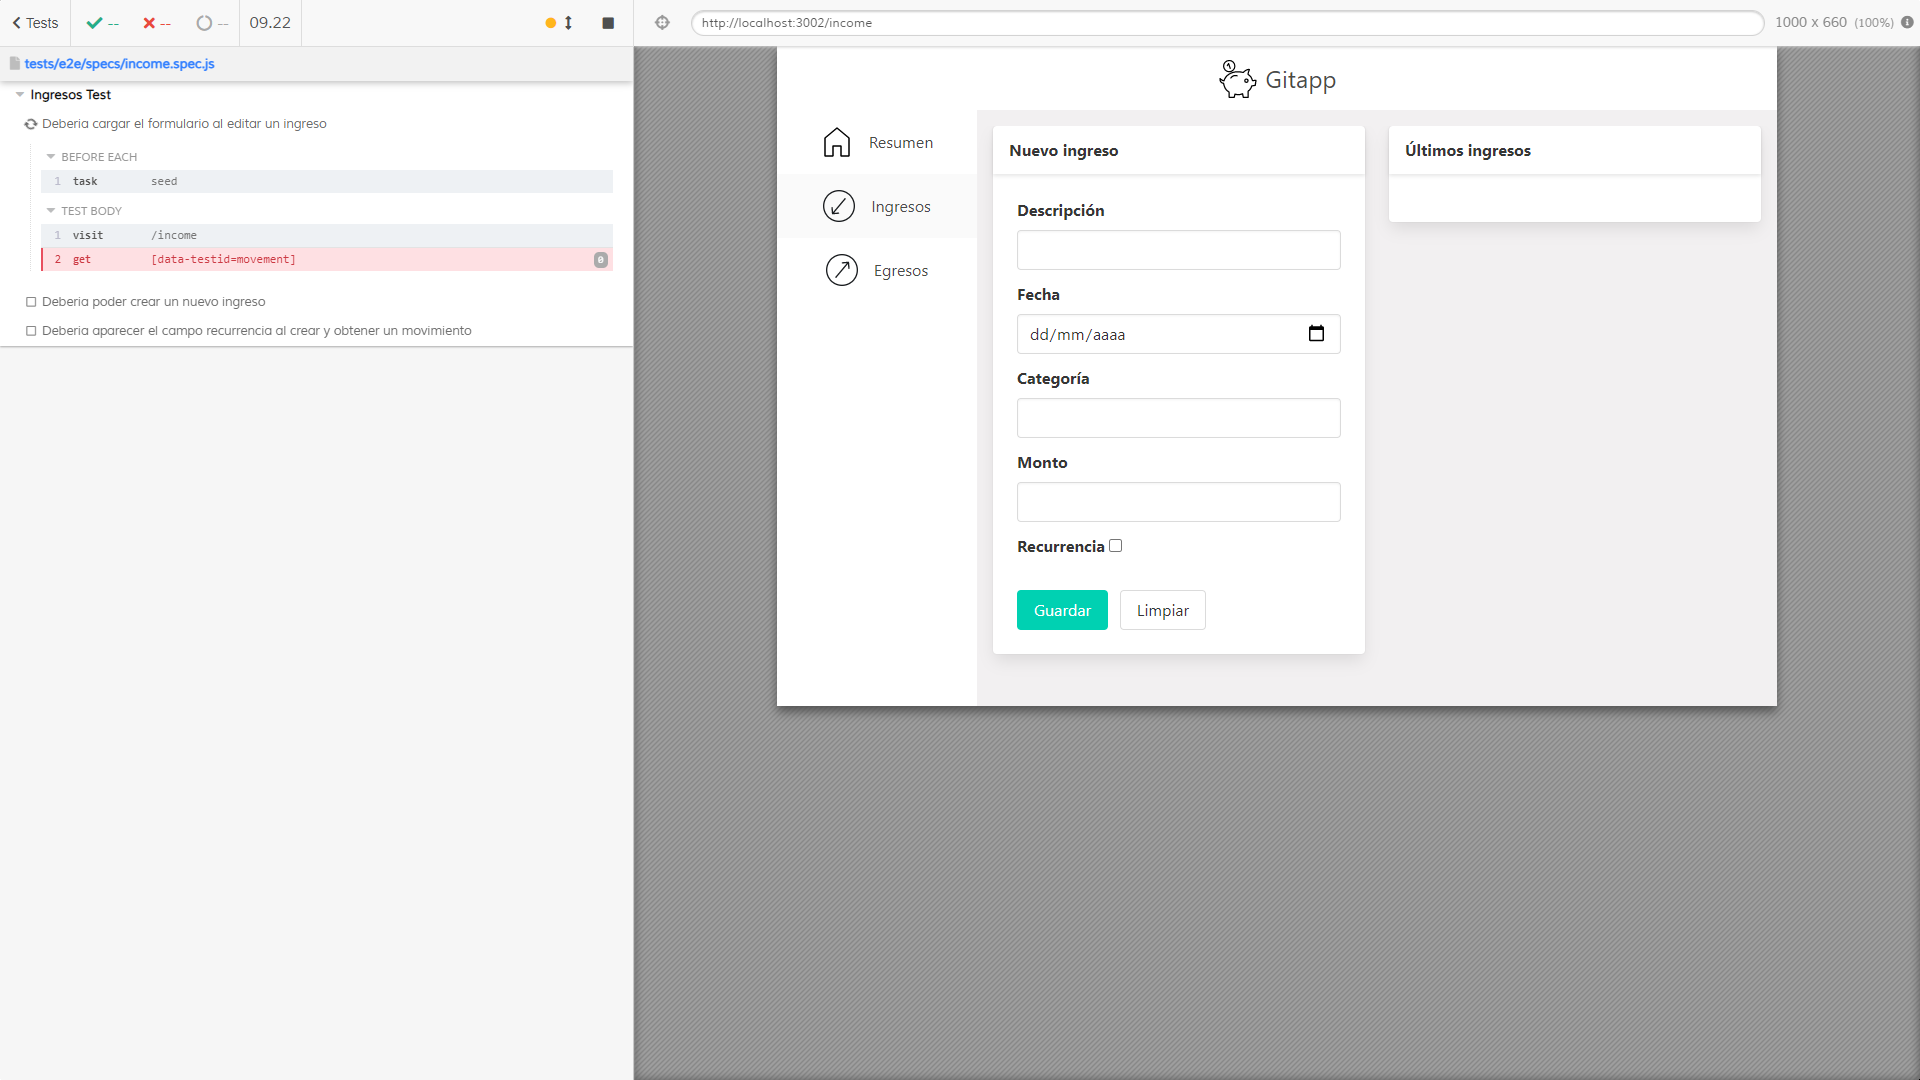 Tests
--
--
--
09.22
tests/e2e/specs/income.spec.js
Ingresos Test
Deberia cargar el formulario al editar un ingreso
BEFORE EACH
1 task seed
TEST BODY
1 visit /income
2 get [data-testid=movement] 0
Deberia poder crear un nuevo ingreso
Deberia aparecer el campo recurrencia al crear y obtener un movimiento
http://localhost:3002/income
1000 x 660 (100%)
Gitapp
Resumen
Ingresos
Egresos
Nuevo ingreso
Descripción
Fecha
dd/mm/aaaa
Categoría
Monto
Recurrencia
Guardar
Limpiar
Últimos ingresos